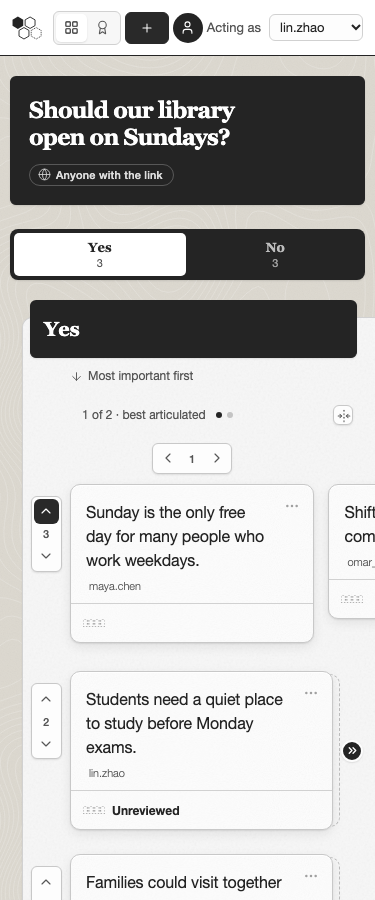 Acting as
lin.zhao
Should our library
open on Sundays?
Anyone with the link
Yes
3
No
3
Yes
Most important first
1 of 2 · best articulated
1
3
Sunday is the only free
day for many people who
work weekdays.
maya.chen
Shift
com
omar_
2
Students need a quiet place
to study before Monday
exams.
lin.zhao
Unreviewed
Families could visit together